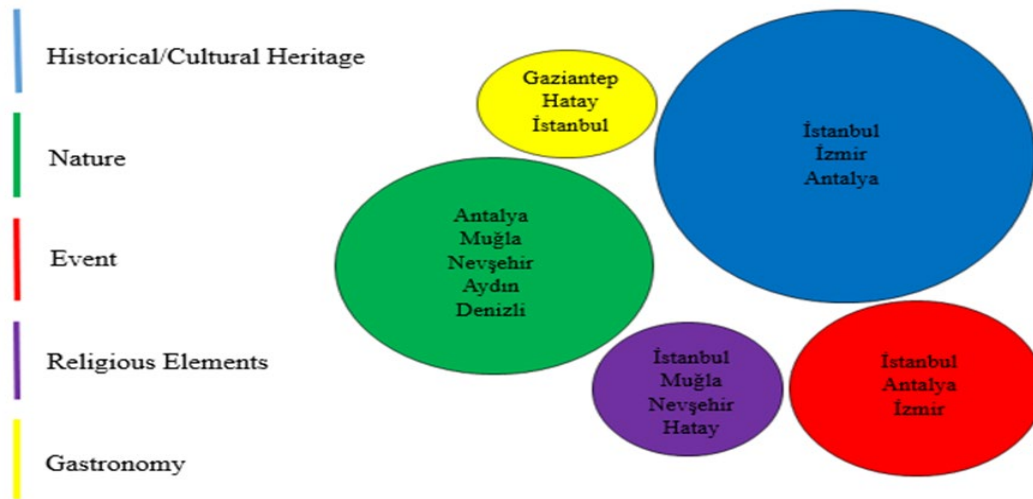 Historical/Cultural Heritage
Nature
Event
Religious Elements
Gastronomy
Gaziantep
Hatay
İstanbul
İstanbul
İzmir
Antalya
Antalya
Muğla
Nevşehir
Aydın
Denizli
İstanbul
Muğla
Nevşehir
Hatay
İstanbul
Antalya
İzmir